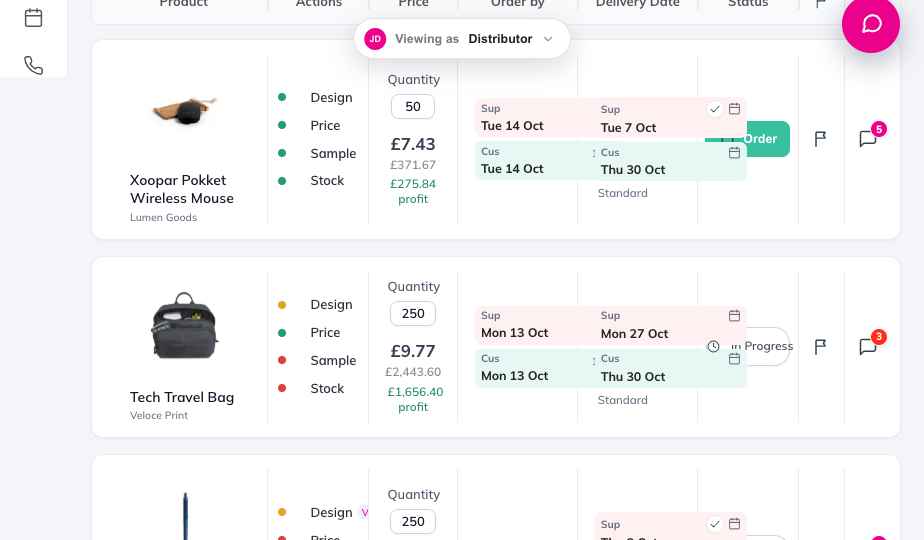 Product
Actions
Price
Order by
Delivery Date
Status
JD Viewing as Distributor
Xoopar Pokket
Wireless Mouse
Lumen Goods
Design
Price
Sample
Stock
Quantity
50
£7.43
£371.67
£275.84
profit
Sup
Tue 14 Oct
Cus
Tue 14 Oct
Sup
Tue 7 Oct
Cus
Thu 30 Oct
Standard
Order
5
Tech Travel Bag
Veloce Print
Design
Price
Sample
Stock
Quantity
250
£9.77
£2,443.60
£1,656.40
profit
Sup
Mon 13 Oct
Cus
Mon 13 Oct
Sup
Mon 27 Oct
Cus
Thu 30 Oct
Standard
In Progress
3
Design V
Price
Quantity
250
Sup